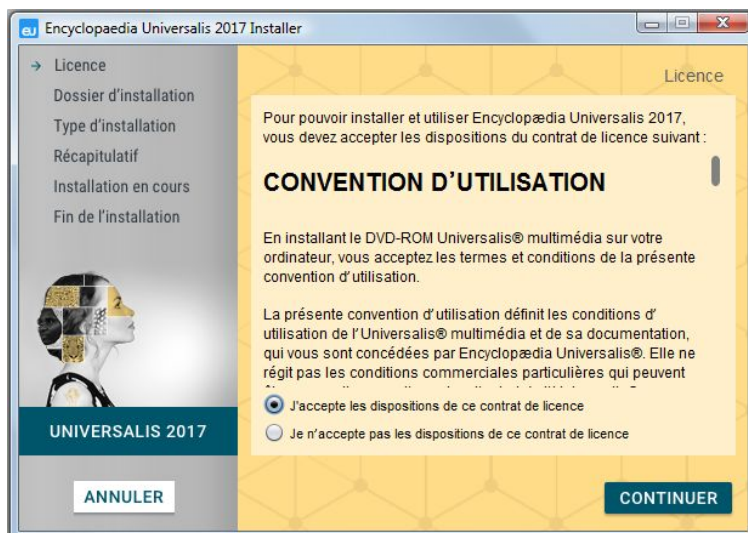 eu Encyclopaedia Universalis 2017 Installer
→ Licence
Dossier d'installation
Type d'installation
Récapitulatif
Installation en cours
Fin de l'installation
UNIVERSALIS 2017
ANNULER
Licence
Pour pouvoir installer et utiliser Encyclopædia Universalis 2017,
vous devez accepter les dispositions du contrat de licence suivant :
CONVENTION D'UTILISATION
En installant le DVD-ROM Universalis® multimédia sur votre
ordinateur, vous acceptez les termes et conditions de la présente
convention d'utilisation.
La présente convention d'utilisation définit les conditions d'
utilisation de l'Universalis® multimédia et de sa documentation,
qui vous sont concédées par Encyclopædia Universalis®. Elle ne
régit pas les conditions commerciales particulières qui peuvent
J'accepte les dispositions de ce contrat de licence
Je n'accepte pas les dispositions de ce contrat de licence
CONTINUER